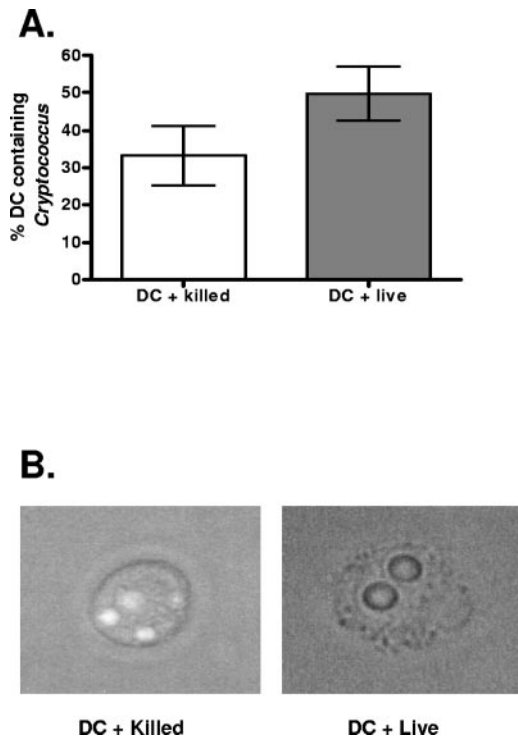 A.
% DC containing
Cryptococcus
60
50
40
30
20
10
0
DC + killed
DC + live
B.
DC + Killed
DC + Live